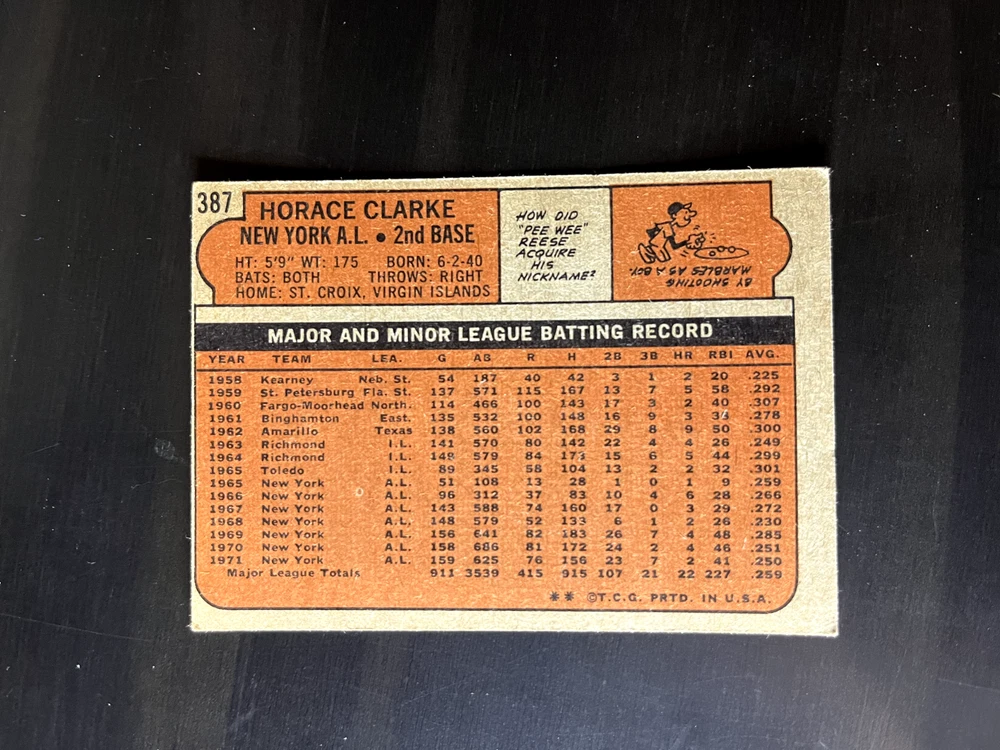 387
HORACE CLARKE
NEW YORK A.L. • 2nd BASE
HT: 5'9" WT: 175 BORN: 6-2-40
BATS: BOTH THROWS: RIGHT
HOME: ST. CROIX, VIRGIN ISLANDS
HOW DID
"PEE WEE"
REESE
ACQUIRE
HIS
NICKNAME?
BY SHOOTING
MARBLES AS A BOY.
MAJOR AND MINOR LEAGUE BATTING RECORD
YEAR TEAM LEA. G AB R H 2B 3B HR RBI AVG.
1958 Kearney Neb. St. 54 187 40 42 3 1 2 20 .225
1959 St. Petersburg Fla. St. 137 571 115 167 13 7 5 58 .292
1960 Fargo-Moorhead North. 114 466 100 143 17 3 2 40 .307
1961 Binghamton East. 135 532 100 148 16 9 3 .278
1962 Amarillo Texas 138 560 102 168 29 8 9 50 .300
1963 Richmond I.L. 141 570 80 142 22 4 4 26 .249
1964 Richmond I.L. 148 579 84 173 15 6 5 44 .299
1965 Toledo I.L. 89 345 58 104 13 2 2 32 .301
1965 New York A.L. 51 108 13 28 1 0 1 9 .259
1966 New York A.L. 96 312 37 83 10 4 6 28 .266
1967 New York A.L. 143 588 74 160 17 0 3 29 .272
1968 New York A.L. 148 579 52 133 6 1 2 26 .230
1969 New York A.L. 156 641 82 183 26 7 4 48 .285
1970 New York A.L. 158 686 81 172 24 2 4 46 .251
1971 New York A.L. 159 625 76 156 23 7 2 41 .250
Major League Totals 911 3539 415 915 107 21 22 227 .259
** ©T.C.G. PRTD. IN U.S.A.